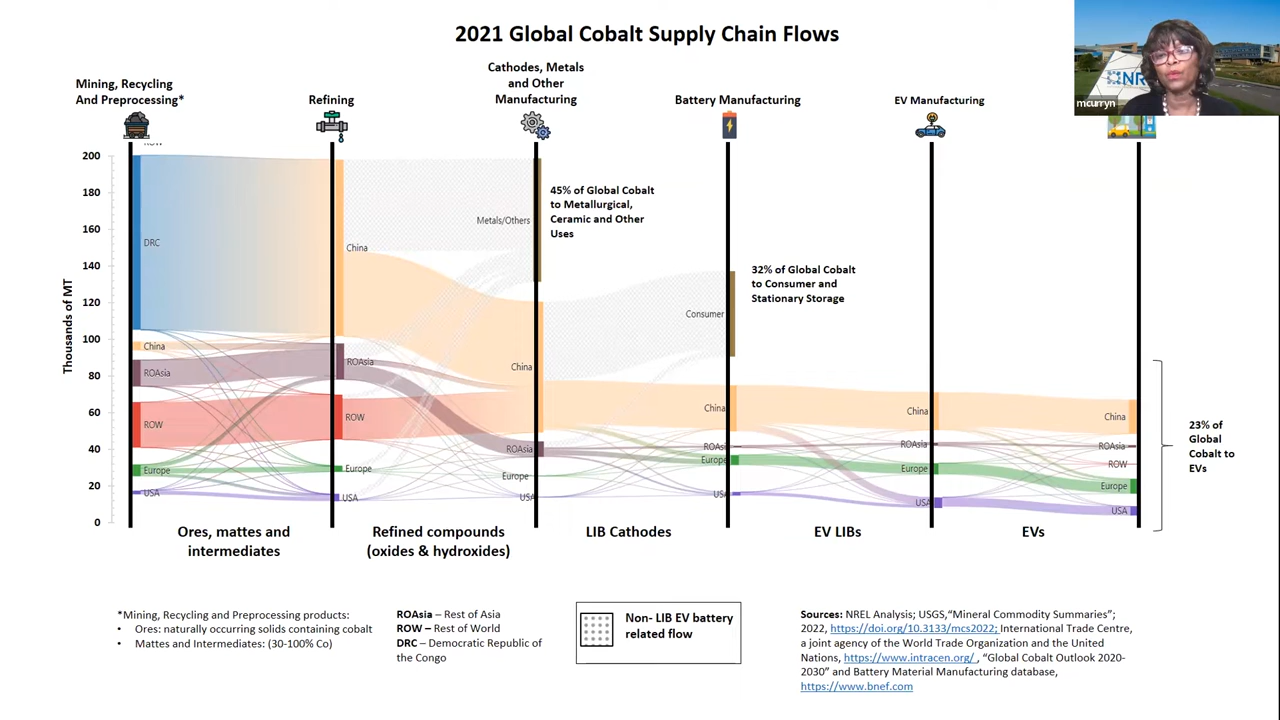 2021 Global Cobalt Supply Chain Flows
Mining, Recycling
And Preprocessing*
Refining
Cathodes, Metals
and Other
Manufacturing
Battery Manufacturing
EV Manufacturing
NR
mcurryn
Thousands of MT
200
180
160
140
120
100
80
60
40
20
0
DRC
China
ROAsia
ROW
Europe
USA
China
ROAsia
ROW
Europe
USA
Metals/Others
China
ROAsia
Europe
USA
45% of Global Cobalt
to Metallurgical,
Ceramic and Other
Uses
Consumer
China
ROAsi
Europe
USA
32% of Global Cobalt
to Consumer and
Stationary Storage
China
ROAsia
Europe
USA
China
ROAsia
ROW
Europe
USA
23% of
Global
Cobalt to
EVs
Ores, mattes and
intermediates
Refined compounds
(oxides & hydroxides)
LIB Cathodes
EV LIBs
EVs
*Mining, Recycling and Preprocessing products:
• Ores: naturally occurring solids containing cobalt
• Mattes and Intermediates: (30-100% Co)
ROAsia – Rest of Asia
ROW – Rest of World
DRC – Democratic Republic of
the Congo
Non- LIB EV battery
related flow
Sources: NREL Analysis; USGS,“Mineral Commodity Summaries”;
2022, https://doi.org/10.3133/mcs2022; International Trade Centre,
a joint agency of the World Trade Organization and the United
Nations, https://www.intracen.org/ , “Global Cobalt Outlook 2020-
2030” and Battery Material Manufacturing database,
https://www.bnef.com